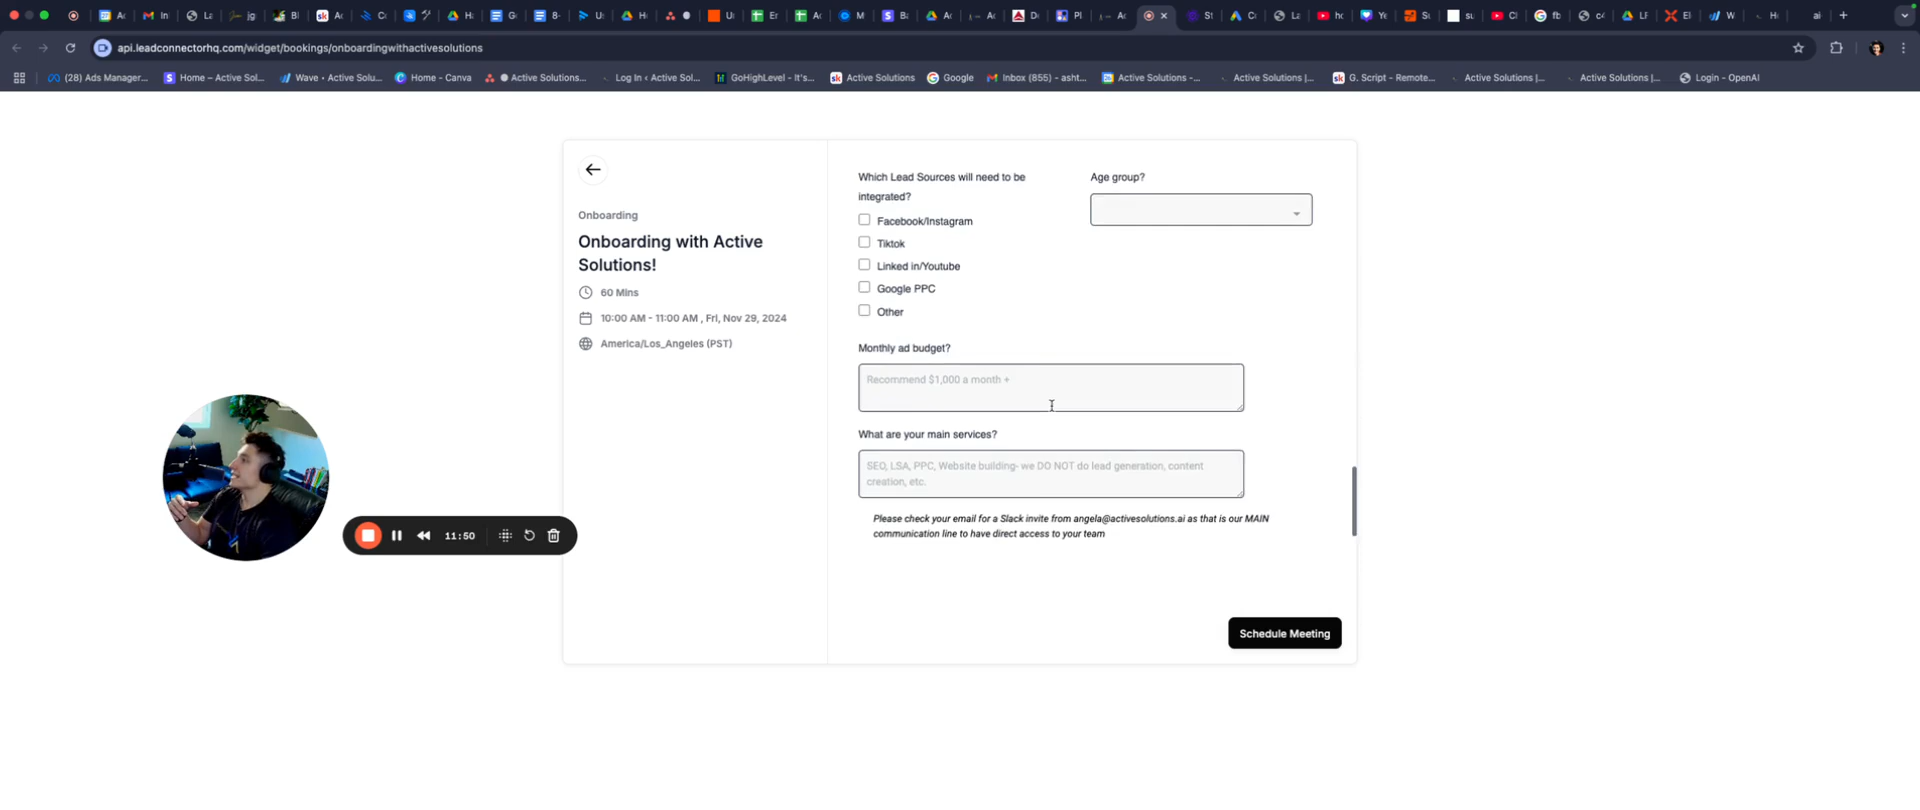 api.leadconnectorhq.com/widget/bookings/onboardingwithactivesolutions
(28) Ads Manager... Home – Active Sol... Wave • Active Solu... Home - Canva Active Solutions... Log In ‹ Active Sol... GoHighLevel - It's... Active Solutions Google Inbox (855) - asht... Active Solutions -... Active Solutions |... G. Script - Remote... Active Solutions |... Active Solutions |... Login - OpenAI
Onboarding
Onboarding with Active
Solutions!
60 Mins
10:00 AM - 11:00 AM , Fri, Nov 29, 2024
America/Los_Angeles (PST)
11:50
Which Lead Sources will need to be
integrated?
Facebook/Instagram
Tiktok
Linked in/Youtube
Google PPC
Other
Age group?
Monthly ad budget?
Recommend $1,000 a month +
What are your main services?
SEO, LSA, PPC, Website building- we DO NOT do lead generation, content
creation, etc.
Please check your email for a Slack invite from angela@activesolutions.ai as that is our MAIN
communication line to have direct access to your team
Schedule Meeting